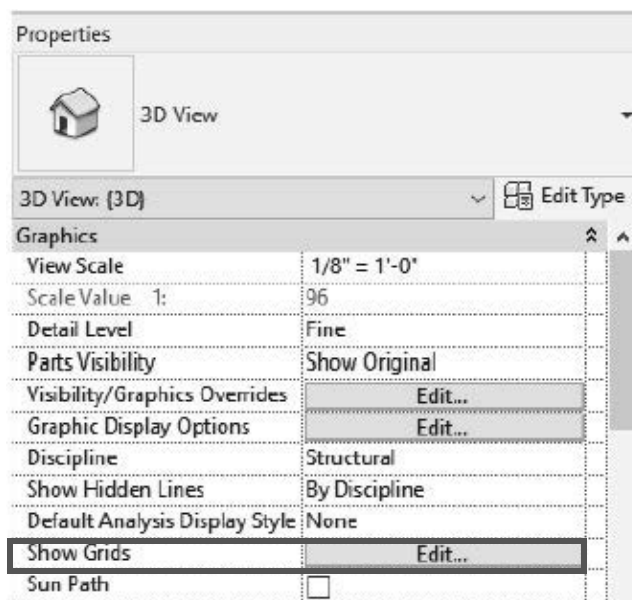 Properties
3D View
3D View: {3D}
Edit Type
Graphics
View Scale 1/8" = 1'-0"
Scale Value 1: 96
Detail Level Fine
Parts Visibility Show Original
Visibility/Graphics Overrides Edit...
Graphic Display Options Edit...
Discipline Structural
Show Hidden Lines By Discipline
Default Analysis Display Style None
Show Grids Edit...
Sun Path